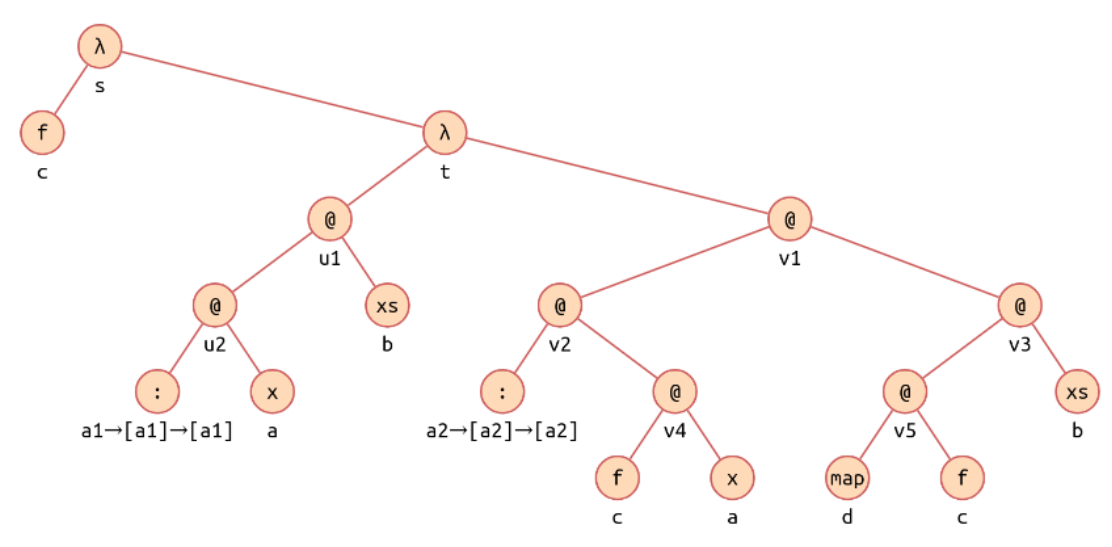 λ
s
f
c
λ
t
@
u1
@
v1
@
u2
xs
b
@
v2
@
v3
:
a1→[a1]→[a1]
x
a
:
a2→[a2]→[a2]
@
v4
@
v5
xs
b
f
c
x
a
map
d
f
c